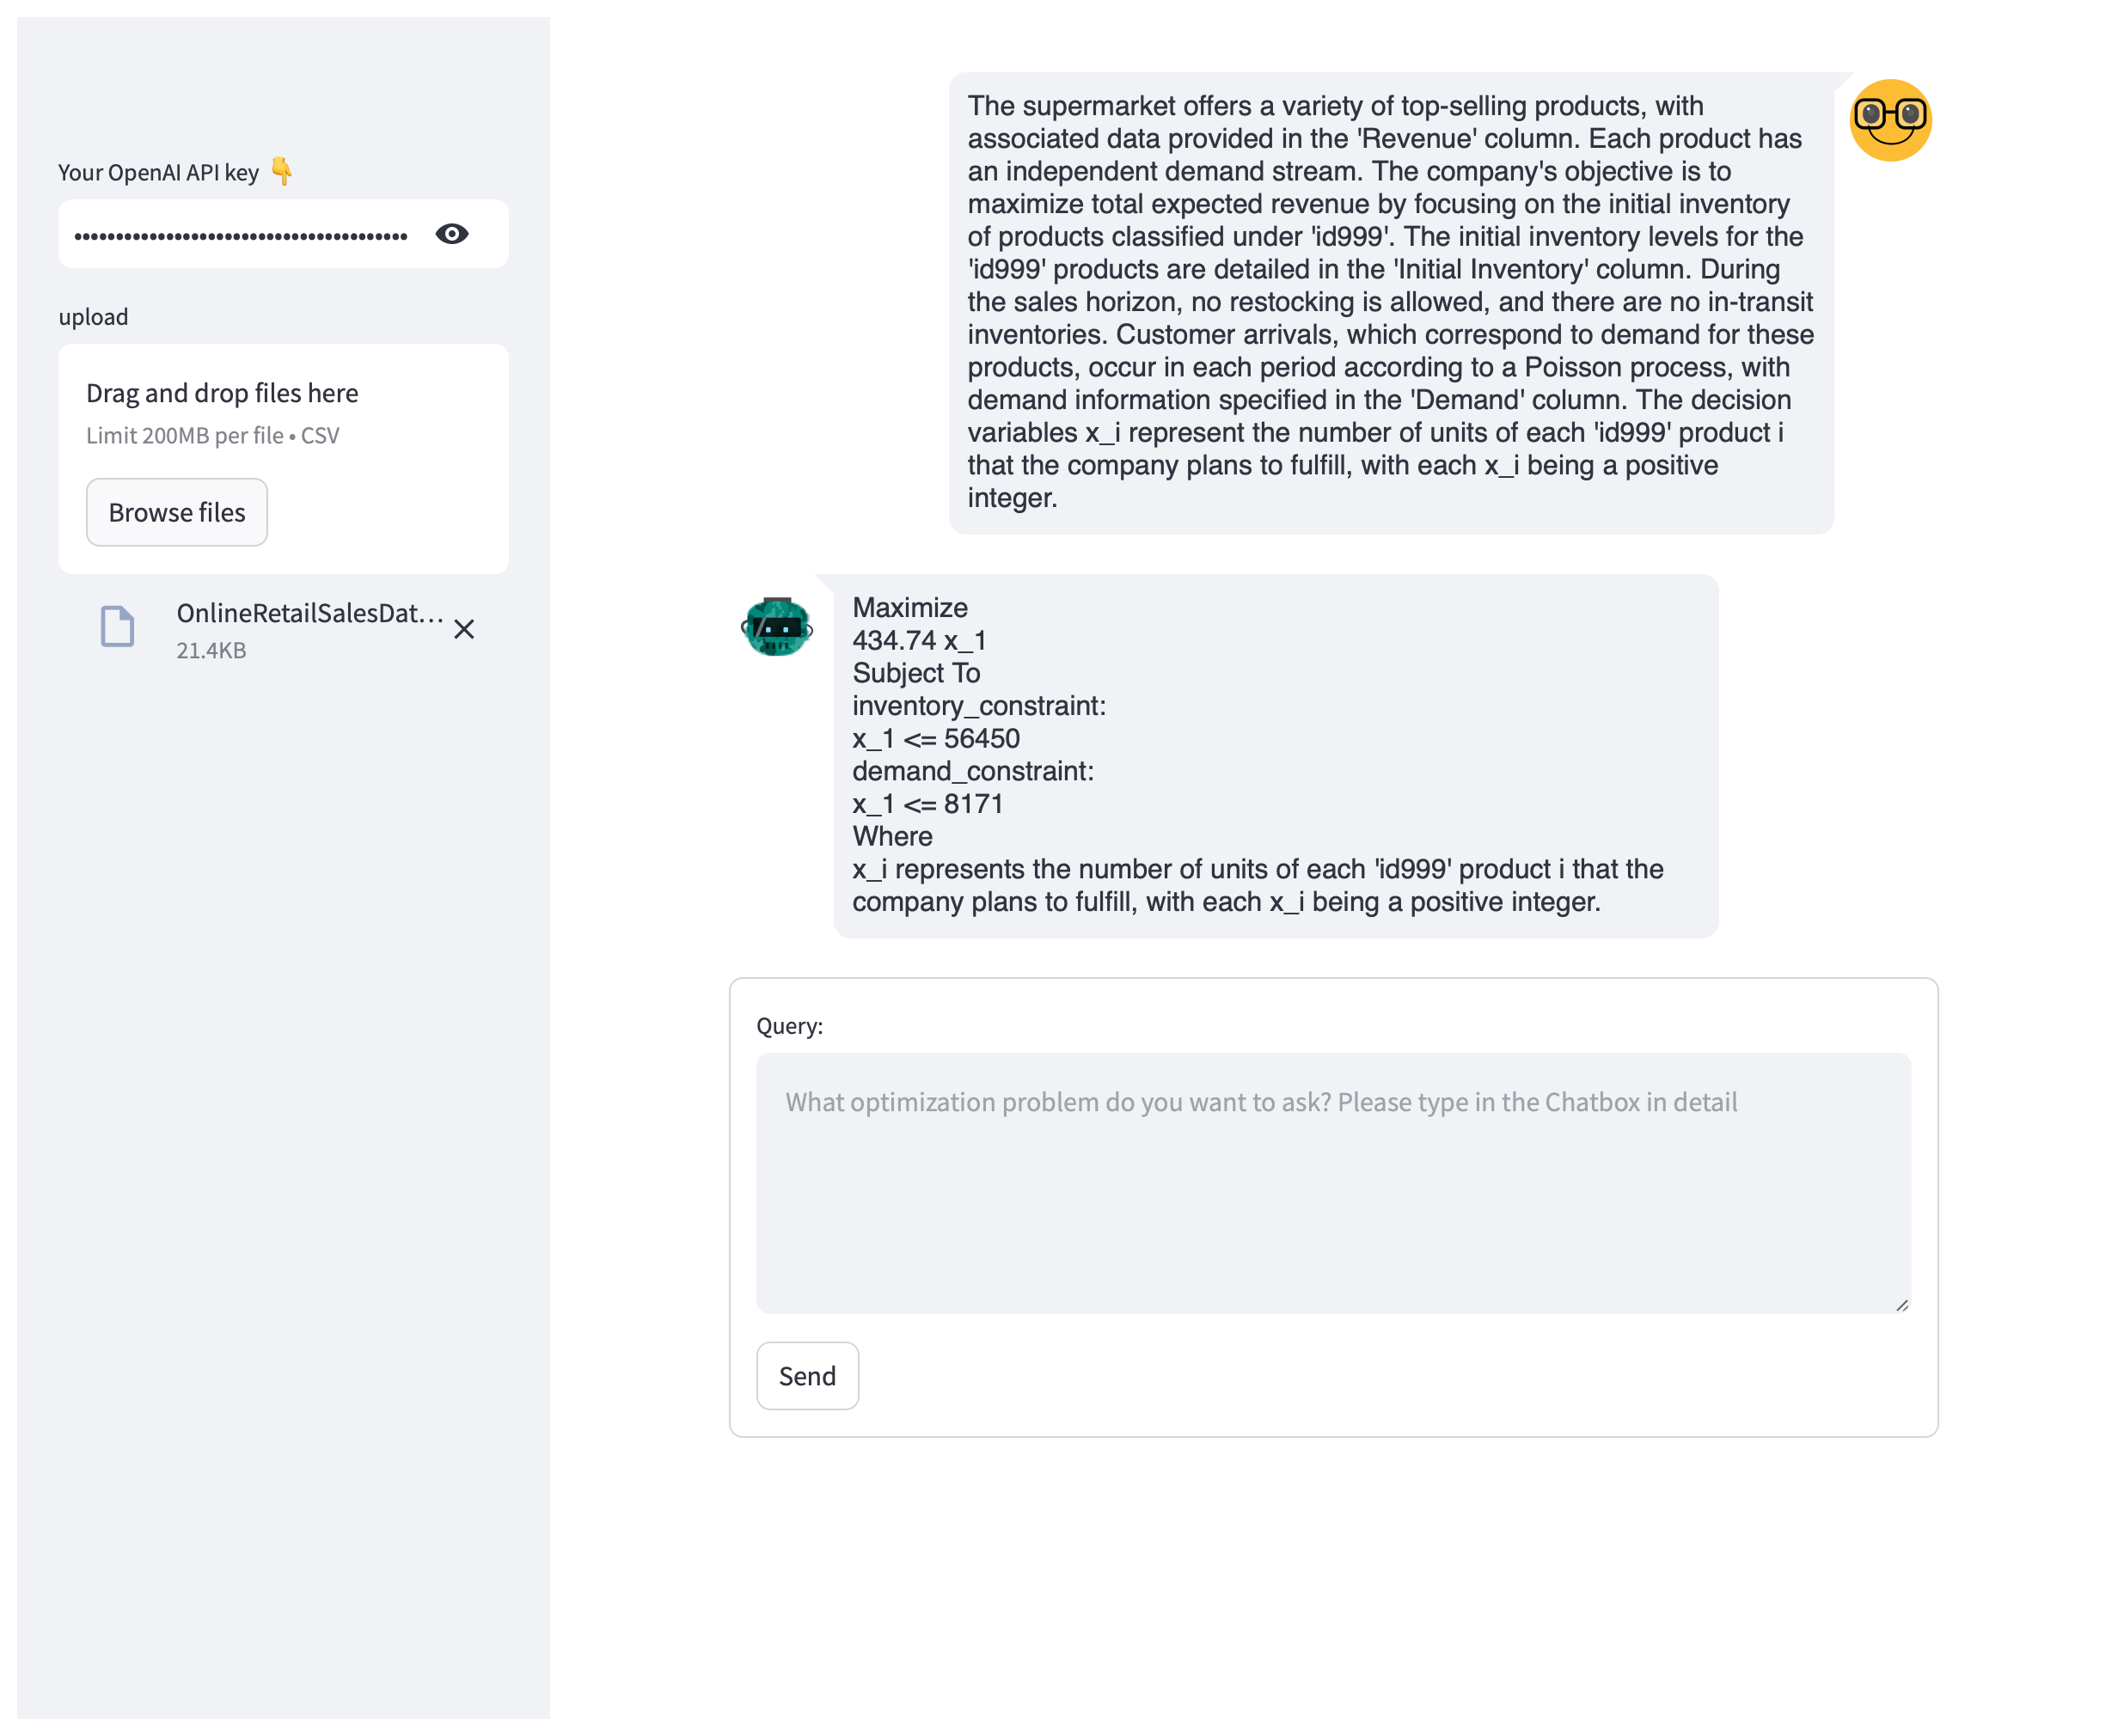 Your OpenAI API key 👇
••••••••••••••••••••••••••••••••••••••••
upload
Drag and drop files here
Limit 200MB per file • CSV
Browse files
OnlineRetailSalesDat...
21.4KB
The supermarket offers a variety of top-selling products, with
associated data provided in the 'Revenue' column. Each product has
an independent demand stream. The company's objective is to
maximize total expected revenue by focusing on the initial inventory
of products classified under 'id999'. The initial inventory levels for the
'id999' products are detailed in the 'Initial Inventory' column. During
the sales horizon, no restocking is allowed, and there are no in-transit
inventories. Customer arrivals, which correspond to demand for these
products, occur in each period according to a Poisson process, with
demand information specified in the 'Demand' column. The decision
variables x_i represent the number of units of each 'id999' product i
that the company plans to fulfill, with each x_i being a positive
integer.
Maximize
434.74 x_1
Subject To
inventory_constraint:
x_1 <= 56450
demand_constraint:
x_1 <= 8171
Where
x_i represents the number of units of each 'id999' product i that the
company plans to fulfill, with each x_i being a positive integer.
Query:
What optimization problem do you want to ask? Please type in the Chatbox in detail
Send